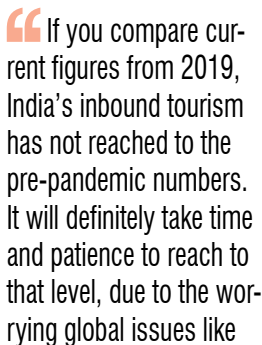 “If you compare cur-
rent figures from 2019,
India’s inbound tourism
has not reached to the
pre-pandemic numbers.
It will definitely take time
and patience to reach to
that level, due to the wor-
rying global issues like